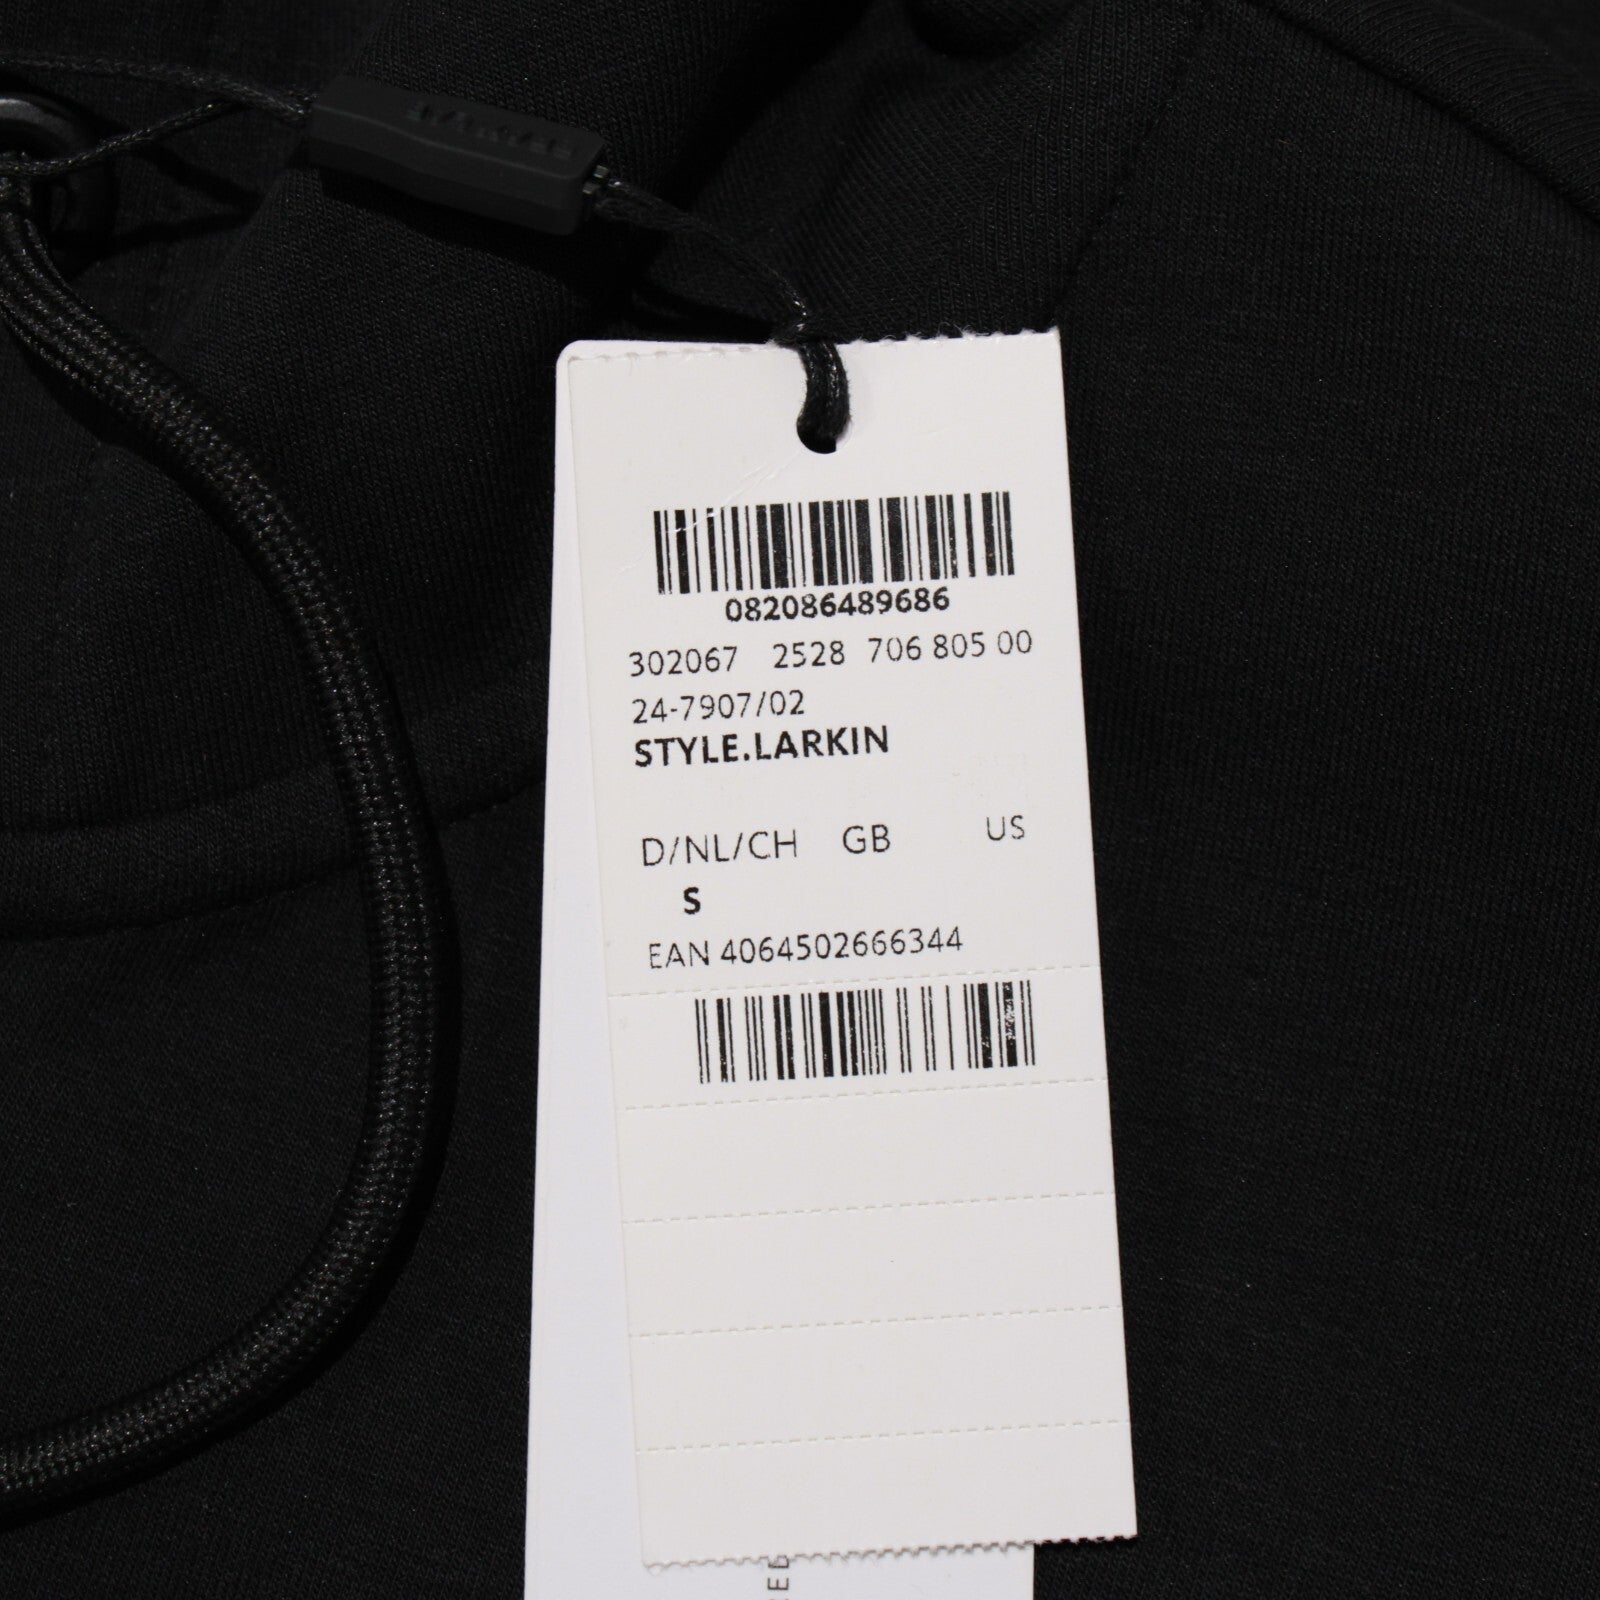 082086489686
302067 2528 706 805 00
24-7907/02
STYLE.LARKIN
D/NL/CH GB US
S
EAN 4064502666344